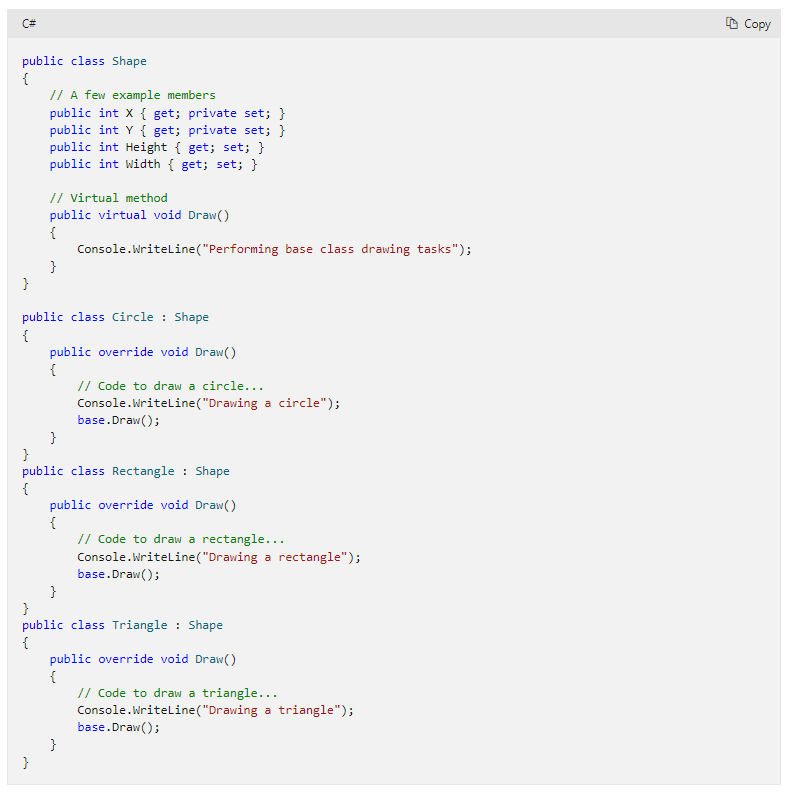 C#
Copy
public class Shape
{
    // A few example members
    public int X { get; private set; }
    public int Y { get; private set; }
    public int Height { get; set; }
    public int Width { get; set; }

    // Virtual method
    public virtual void Draw()
    {
        Console.WriteLine("Performing base class drawing tasks");
    }
}

public class Circle : Shape
{
    public override void Draw()
    {
        // Code to draw a circle...
        Console.WriteLine("Drawing a circle");
        base.Draw();
    }
}
public class Rectangle : Shape
{
    public override void Draw()
    {
        // Code to draw a rectangle...
        Console.WriteLine("Drawing a rectangle");
        base.Draw();
    }
}
public class Triangle : Shape
{
    public override void Draw()
    {
        // Code to draw a triangle...
        Console.WriteLine("Drawing a triangle");
        base.Draw();
    }
}